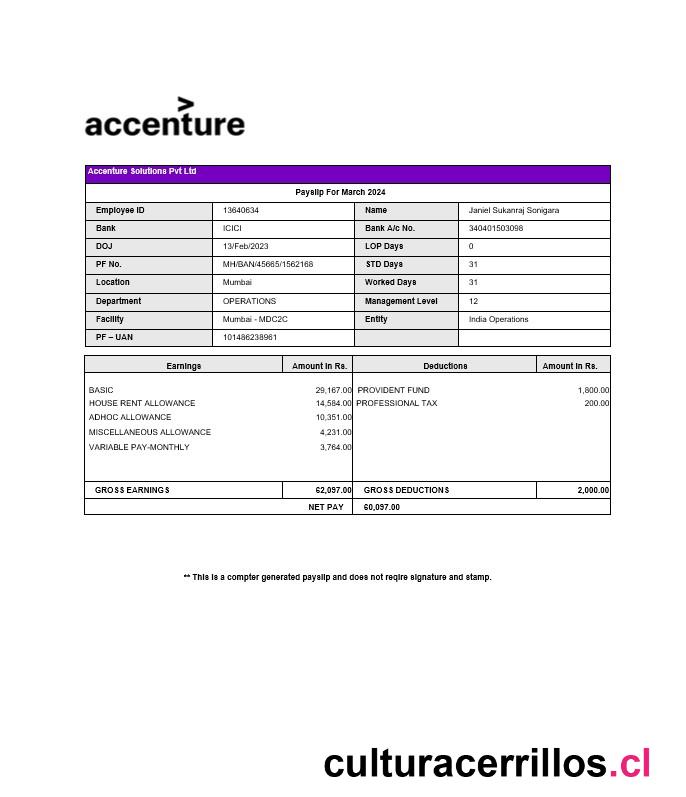 accenture
Accenture Solutions Pvt Ltd
Payslip For March 2024
Employee ID 13640634 Name Janiel Sukanraj Sonigara
Bank ICICI Bank A/c No. 340401503098
DOJ 13/Feb/2023 LOP Days 0
PF No. MH/BAN/45665/1562168 STD Days 31
Location Mumbai Worked Days 31
Department OPERATIONS Management Level 12
Facility Mumbai - MDC2C Entity India Operations
PF – UAN 101486238961
Earnings Amount In Rs. Deductions Amount In Rs.
BASIC 29,167.00 PROVIDENT FUND 1,800.00
HOUSE RENT ALLOWANCE 14,584.00 PROFESSIONAL TAX 200.00
ADHOC ALLOWANCE 10,351.00
MISCELLANEOUS ALLOWANCE 4,231.00
VARIABLE PAY-MONTHLY 3,764.00
GROSS EARNINGS 62,097.00 GROSS DEDUCTIONS 2,000.00
NET PAY 60,097.00
** This is a compter generated payslip and does not reqire signature and stamp.
culturacerrillos.cl